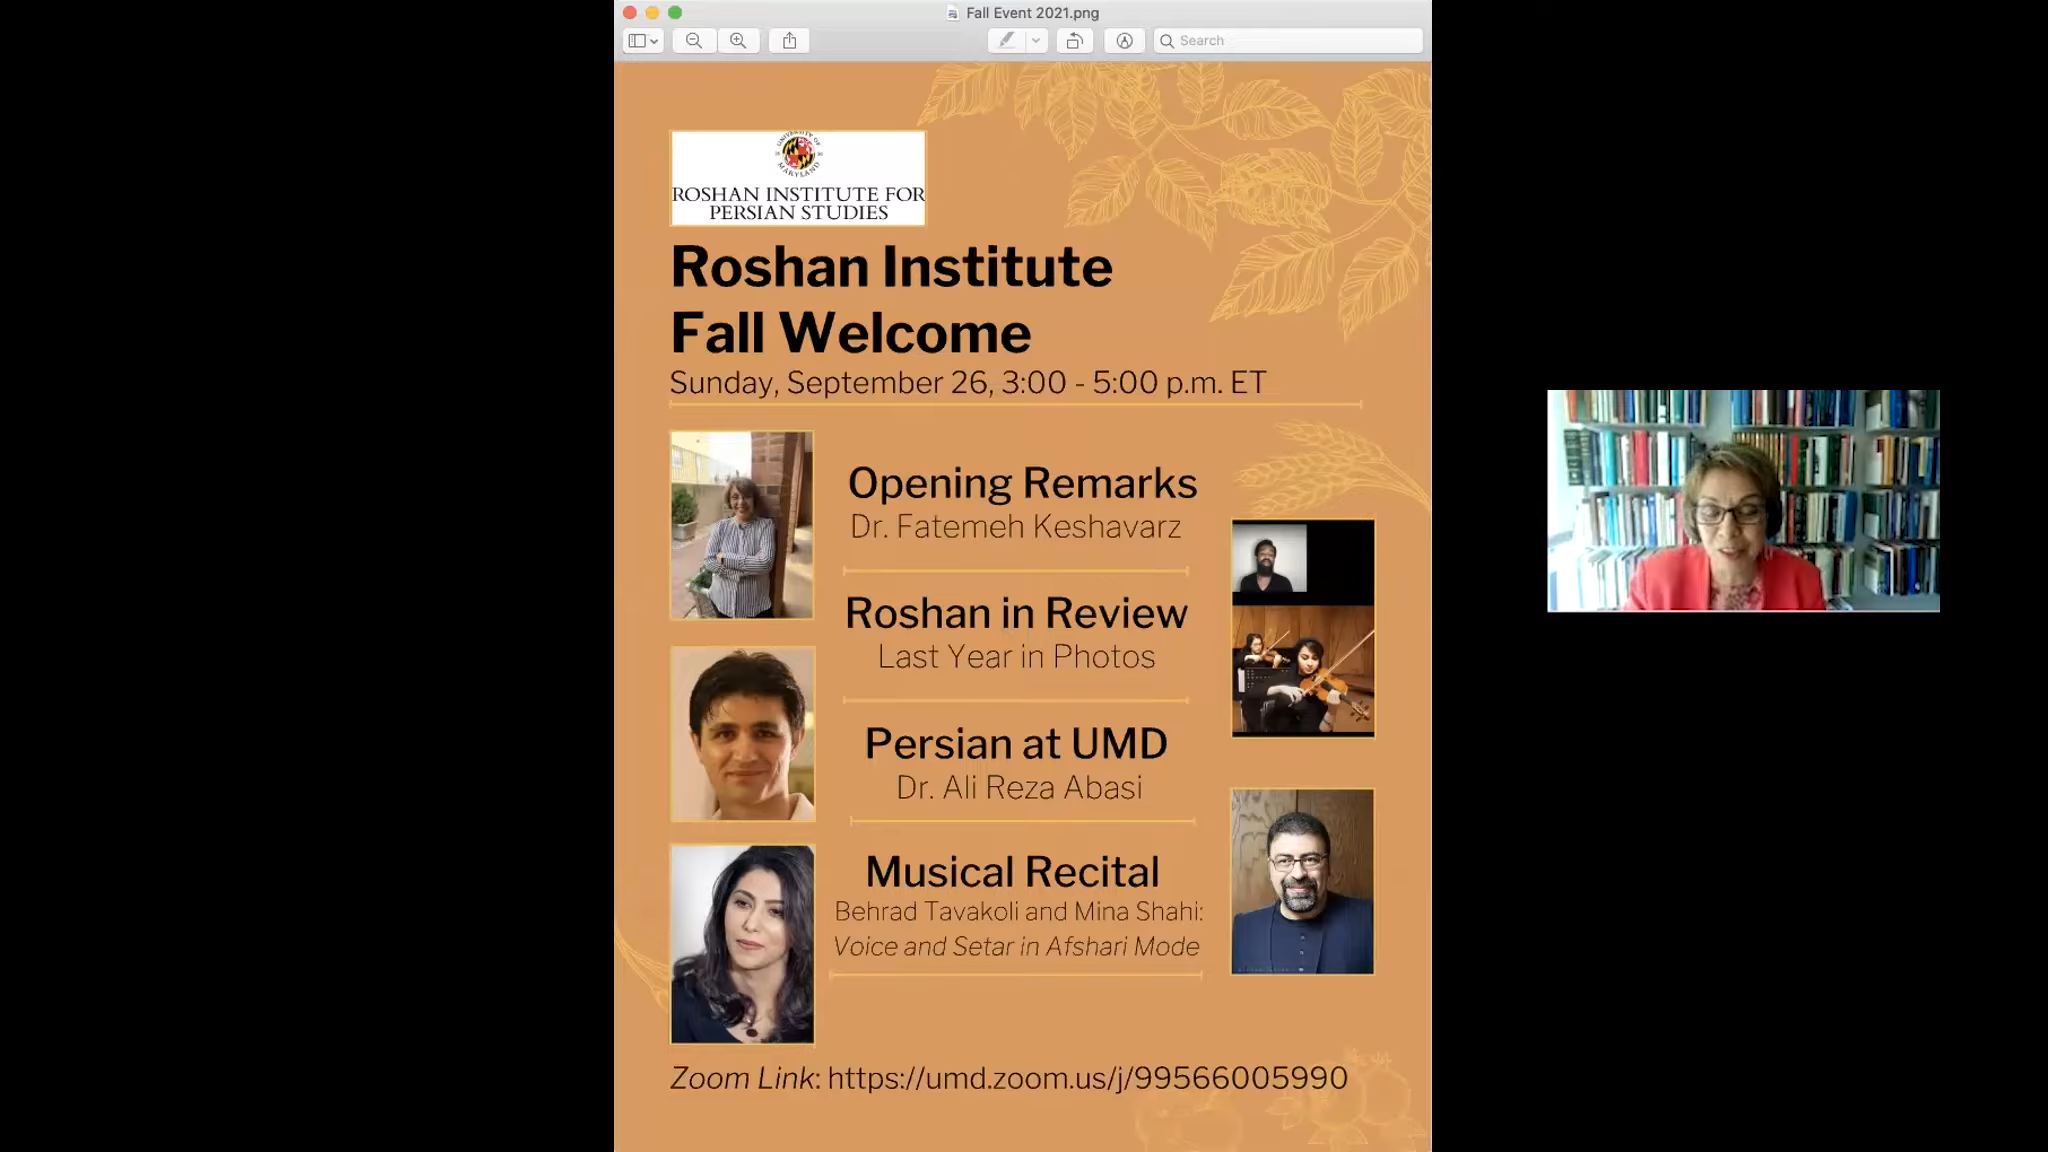 Fall Event 2021.png
Search
UNIVERSITY OF
MARYLAND
ROSHAN INSTITUTE FOR
PERSIAN STUDIES
Roshan Institute
Fall Welcome
Sunday, September 26, 3:00 - 5:00 p.m. ET
Opening Remarks
Dr. Fatemeh Keshavarz
Roshan in Review
Last Year in Photos
Persian at UMD
Dr. Ali Reza Abasi
Musical Recital
Behrad Tavakoli and Mina Shahi:
Voice and Setar in Afshari Mode
Zoom Link: https://umd.zoom.us/j/99566005990